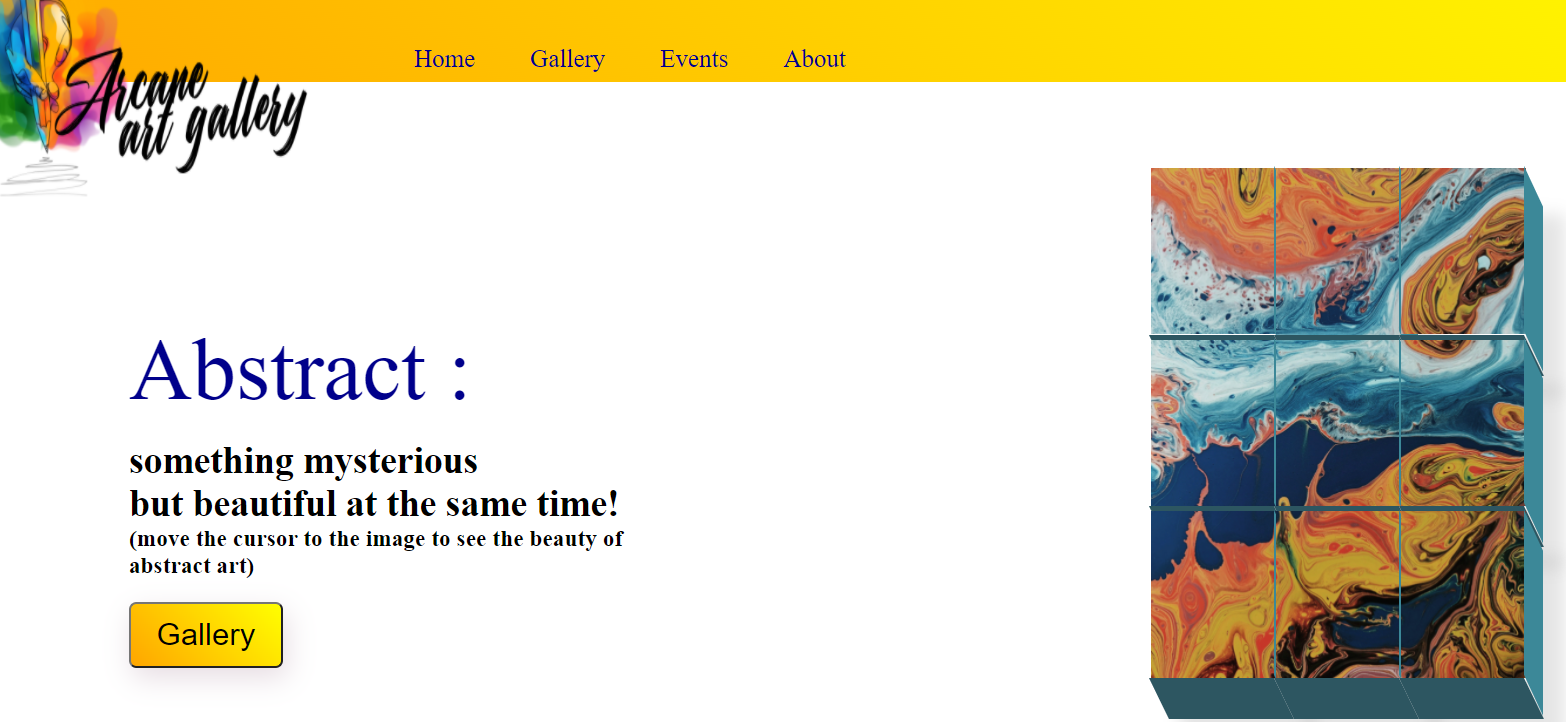 Arcane
art gallery
Home Gallery Events About
Abstract :
something mysterious
but beautiful at the same time!
(move the cursor to the image to see the beauty of
abstract art)
Gallery